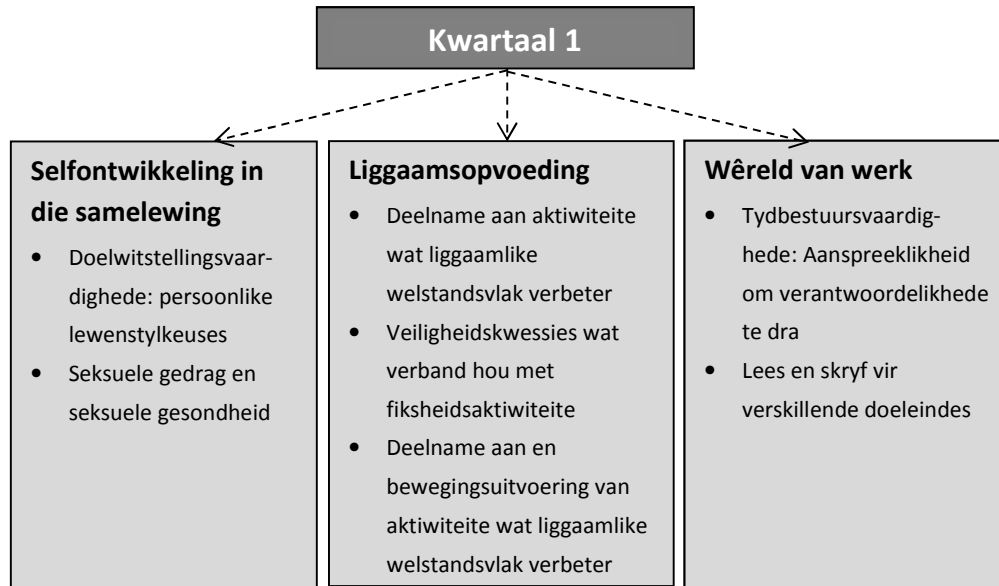 Kwartaal 1
Selfontwikkeling in
die samelewing
• Doelwitstellingsvaar-
dighede: persoonlike
lewenstylkeuses
• Seksuele gedrag en
seksuele gesondheid
Liggaamsopvoeding
• Deelname aan aktiwiteite
wat liggaamlike
welstandsvlak verbeter
• Veiligheidskwessies wat
verband hou met
fiksheidsaktiwiteite
• Deelname aan en
bewegingsuitvoering van
aktiwiteite wat liggaamlike
welstandsvlak verbeter
Wêreld van werk
• Tydbestuursvaardig-
hede: Aanspreeklikheid
om verantwoordelikhede
te dra
• Lees en skryf vir
verskillende doeleindes